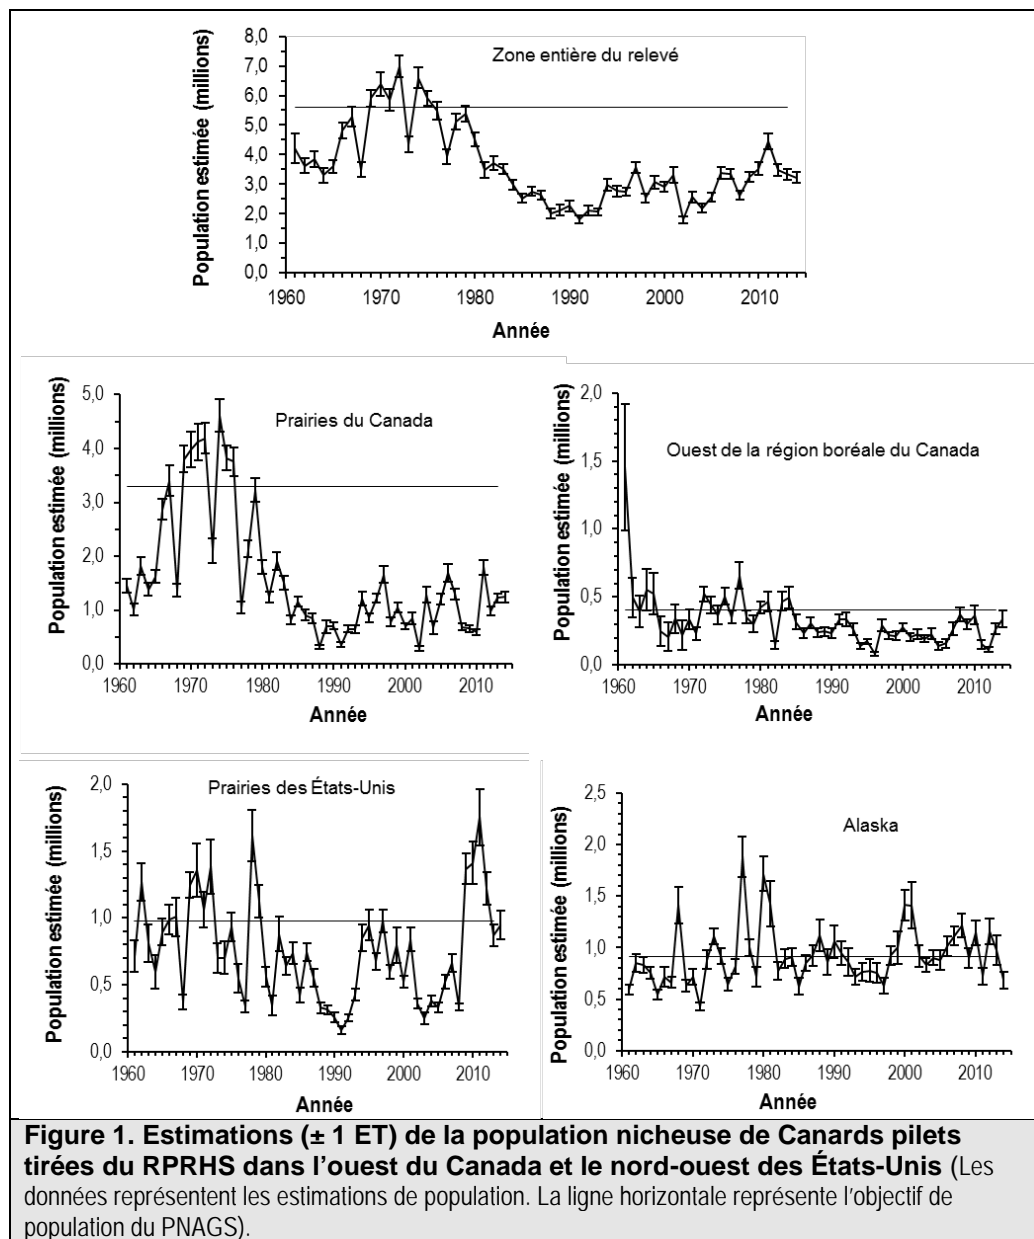 Zone entière du relevé
Population estimée (millions)
8,0
7,0
6,0
5,0
4,0
3,0
2,0
1,0
0,0
1960 1970 1980 1990 2000 2010
Année
Prairies du Canada
Population estimée (millions)
5,0
4,0
3,0
2,0
1,0
0,0
1960 1970 1980 1990 2000 2010
Année
Ouest de la région boréale du Canada
Population estimée (millions)
2,0
1,5
1,0
0,5
0,0
1960 1970 1980 1990 2000 2010
Année
Prairies des États-Unis
Population estimée (millions)
2,0
1,5
1,0
0,5
0,0
1960 1970 1980 1990 2000 2010
Année
Alaska
Population estimée (millions)
2,5
2,0
1,5
1,0
0,5
0,0
1960 1970 1980 1990 2000 2010
Année
Figure 1. Estimations (± 1 ET) de la population nicheuse de Canards pilets
tirées du RPRHS dans l'ouest du Canada et le nord-ouest des États-Unis (Les
données représentent les estimations de population. La ligne horizontale représente l'objectif de
population du PNAGS).